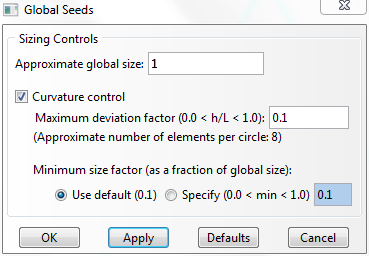 Global Seeds
Sizing Controls
Approximate global size: 1
Curvature control
Maximum deviation factor (0.0 < h/L < 1.0): 0.1
(Approximate number of elements per circle: 8)
Minimum size factor (as a fraction of global size):
Use default (0.1) Specify (0.0 < min < 1.0) 0.1
OK Apply Defaults Cancel